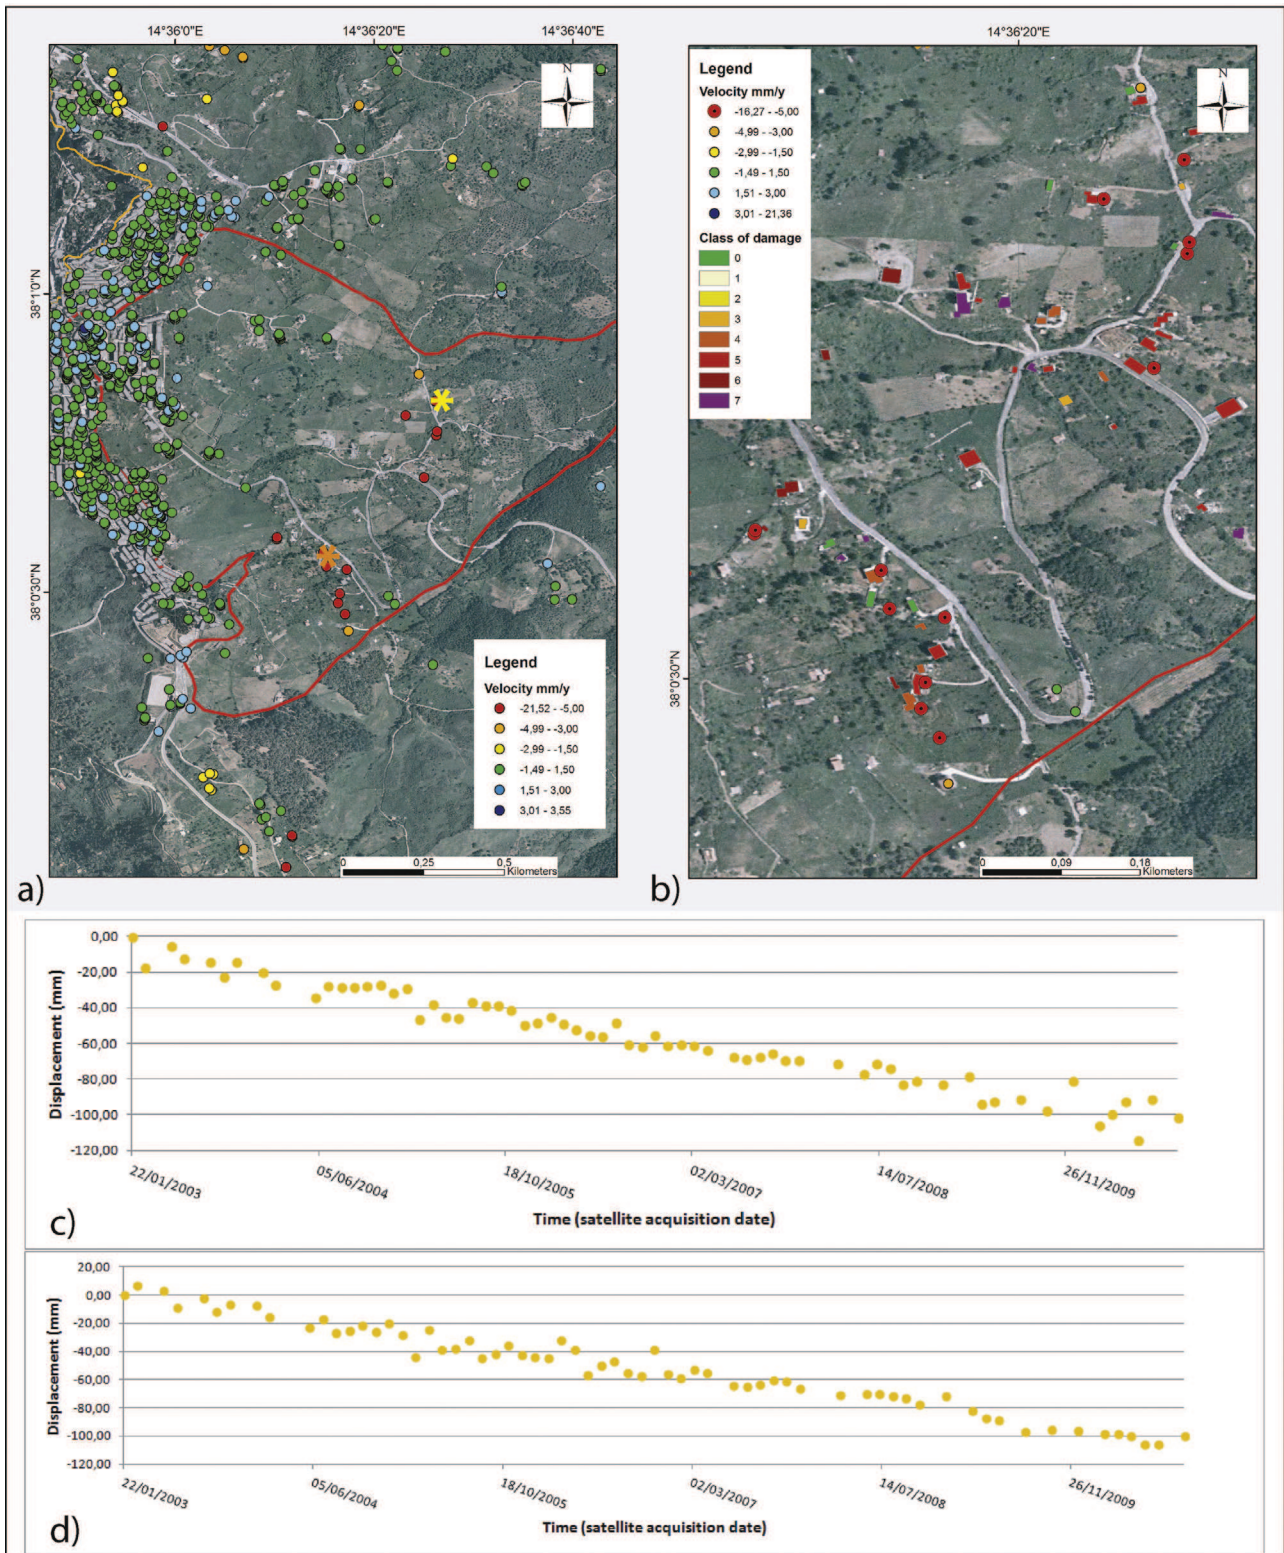 14°36'0"E
14°36'20"E
14°36'40"E
38°1'0"N
38°0'30"N
N
Legend
Velocity mm/y
-21,52 - -5,00
-4,99 - -3,00
-2,99 - -1,50
-1,49 - 1,50
1,51 - 3,00
3,01 - 3,55
0
0,25
0,5
Kilometers
a)
14°36'20"E
38°0'30"N
Legend
Velocity mm/y
-16,27 - -5,00
-4,99 - -3,00
-2,99 - -1,50
-1,49 - 1,50
1,51 - 3,00
3,01 - 21,36
Class of damage
0
1
2
3
4
5
6
7
N
0
0,09
0,18
Kilometers
b)
Displacement (mm)
0,00
-20,00
-40,00
-60,00
-80,00
-100,00
-120,00
22/01/2003
05/06/2004
18/10/2005
02/03/2007
14/07/2008
26/11/2009
Time (satellite acquisition date)
c)
Displacement (mm)
20,00
0,00
-20,00
-40,00
-60,00
-80,00
-100,00
-120,00
22/01/2003
05/06/2004
18/10/2005
02/03/2007
14/07/2008
26/11/2009
Time (satellite acquisition date)
d)